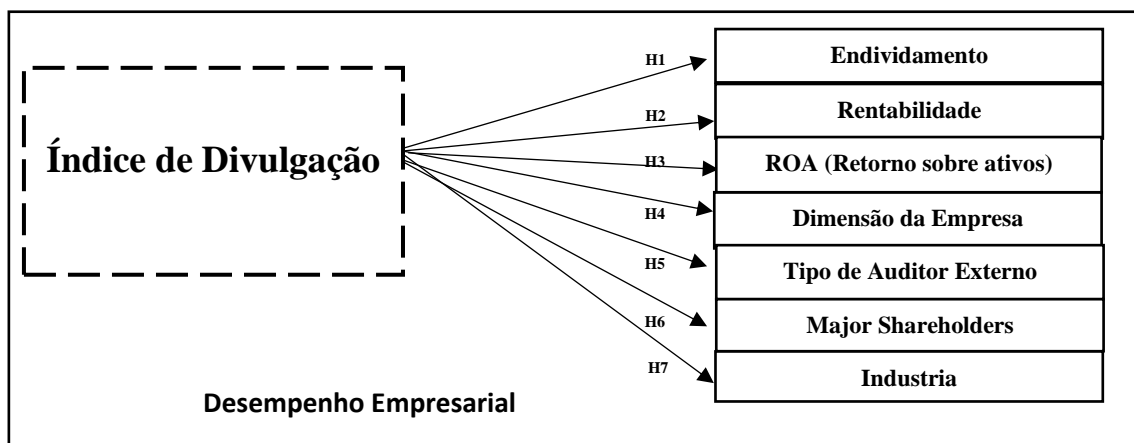 H1
Endividamento
H2
Rentabilidade
Índice de Divulgação
H3
ROA (Retorno sobre ativos)
H4
Dimensão da Empresa
H5
Tipo de Auditor Externo
H6
Major Shareholders
H7
Industria
Desempenho Empresarial